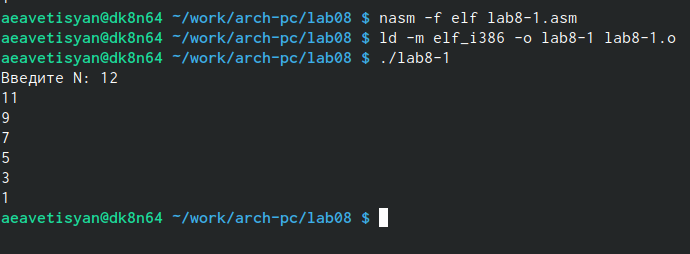 aeavetisyan@dk8n64 ~/work/arch-pc/lab08 $ nasm -f elf lab8-1.asm
aeavetisyan@dk8n64 ~/work/arch-pc/lab08 $ ld -m elf_i386 -o lab8-1 lab8-1.o
aeavetisyan@dk8n64 ~/work/arch-pc/lab08 $ ./lab8-1
Введите N: 12
11
9
7
5
3
1
aeavetisyan@dk8n64 ~/work/arch-pc/lab08 $